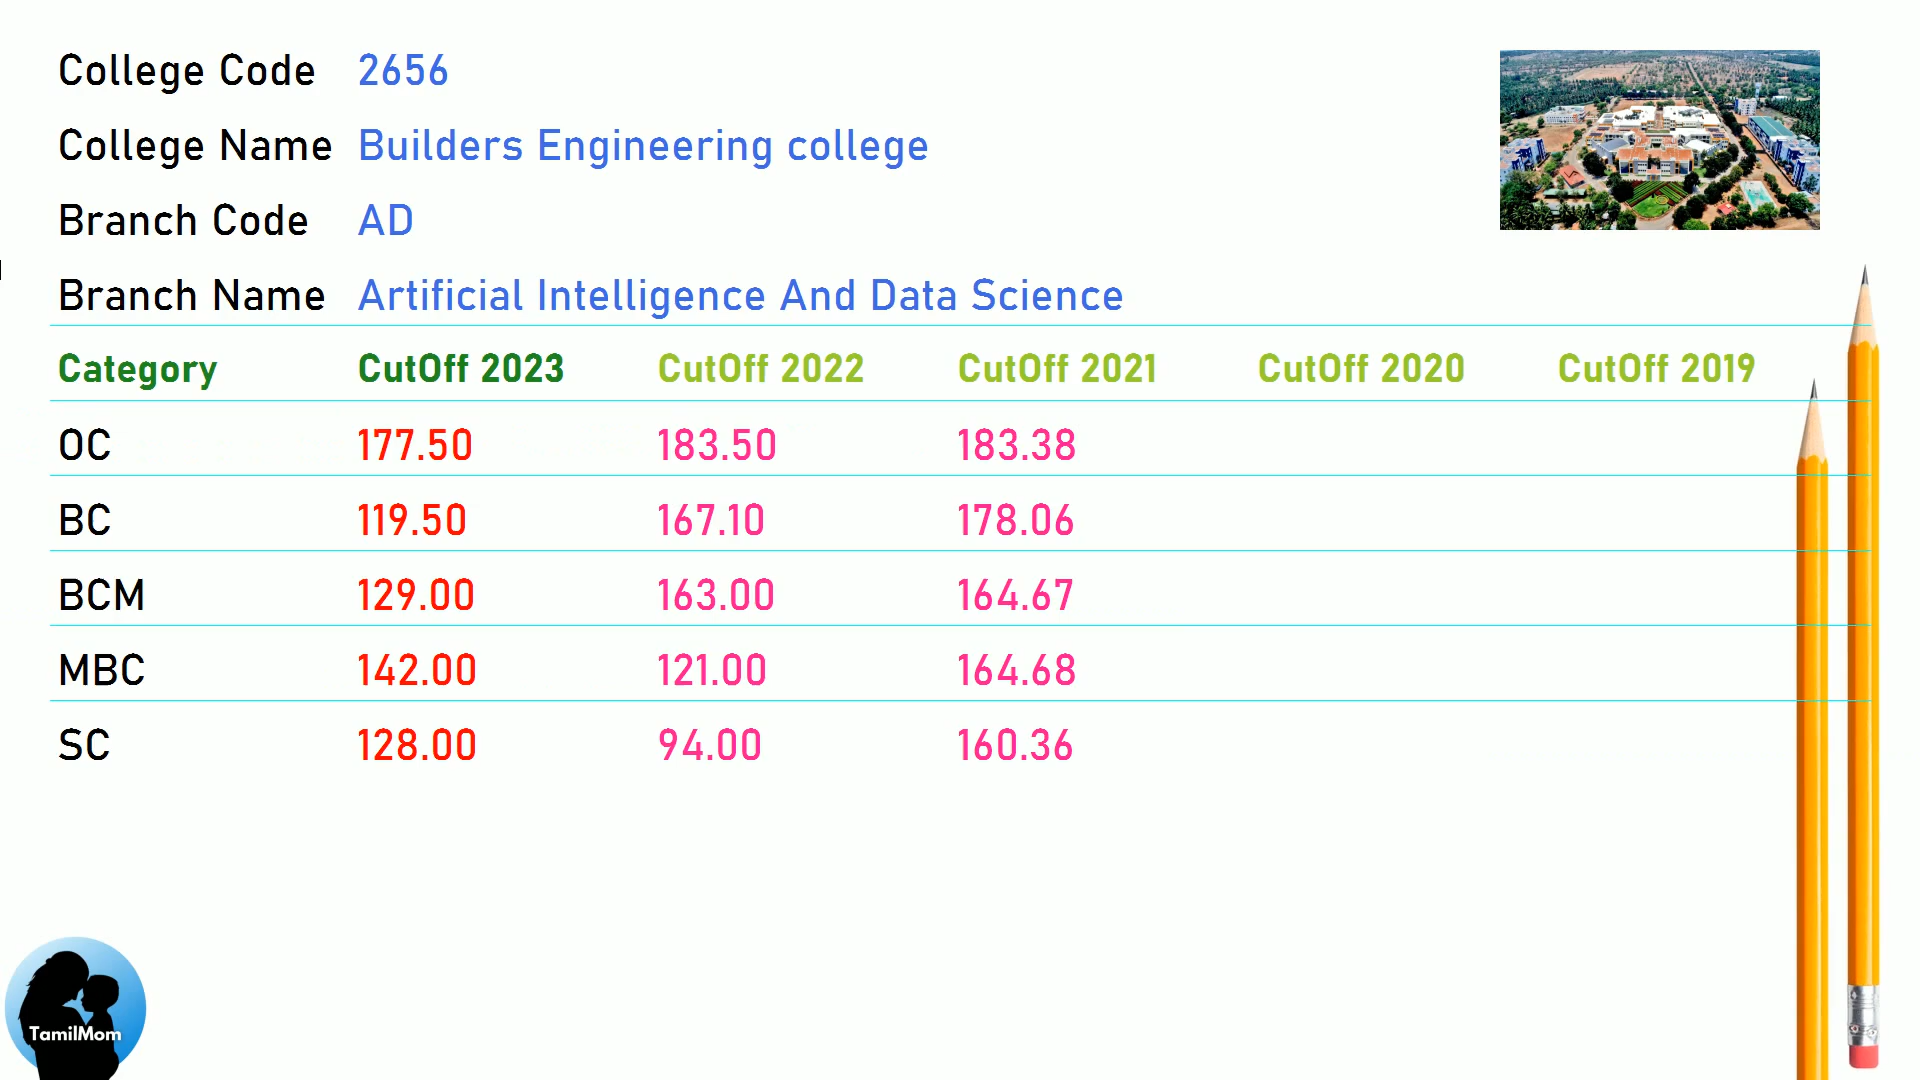 College Code 2656
College Name Builders Engineering college
Branch Code AD
Branch Name Artificial Intelligence And Data Science
Category CutOff 2023 CutOff 2022 CutOff 2021 CutOff 2020 CutOff 2019
OC 177.50 183.50 183.38
BC 119.50 167.10 178.06
BCM 129.00 163.00 164.67
MBC 142.00 121.00 164.68
SC 128.00 94.00 160.36
TamilMom